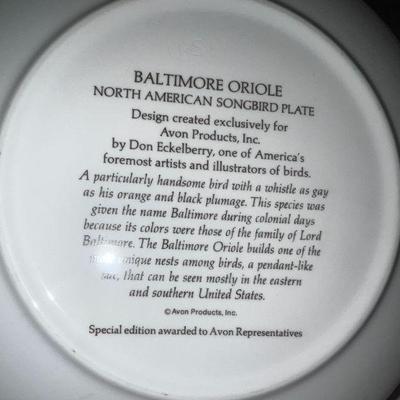 BALTIMORE ORIOLE
NORTH AMERICAN SONGBIRD PLATE
Design created exclusively for
Avon Products, Inc.
by Don Eckelberry, one of America's
foremost artists and illustrators of birds.
A particularly handsome bird with a whistle as gay
as his orange and black plumage. This species was
given the name Baltimore during colonial days
because its colors were those of the family of Lord
Baltimore. The Baltimore Oriole builds one of the
most unique nests among birds, a pendant-like
that can be seen mostly in the eastern
and southern United States.
© Avon Products, Inc.
Special edition awarded to Avon Representatives